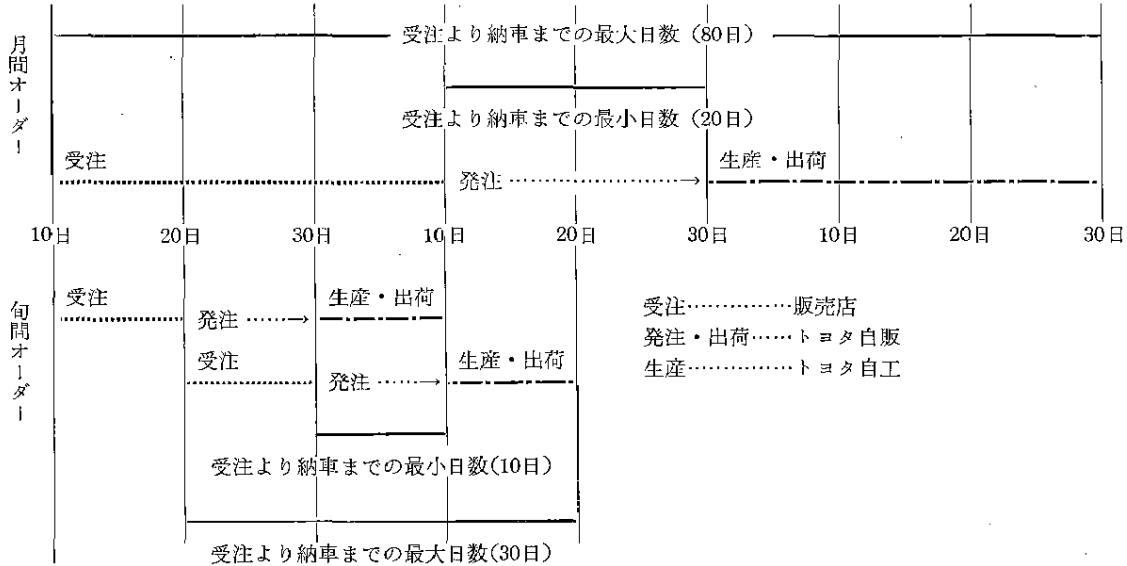 月間オーダー
受注より納車までの最大日数(80日)
受注より納車までの最小日数(20日)
受注
発注
生産・出荷
10日 20日 30日 10日 20日 30日 10日 20日 30日
旬間オーダー
受注
発注
生産・出荷
受注
発注
生産・出荷
受注より納車までの最小日数(10日)
受注より納車までの最大日数(30日)
受注…………販売店
発注・出荷……トヨタ自販
生産…………トヨタ自工